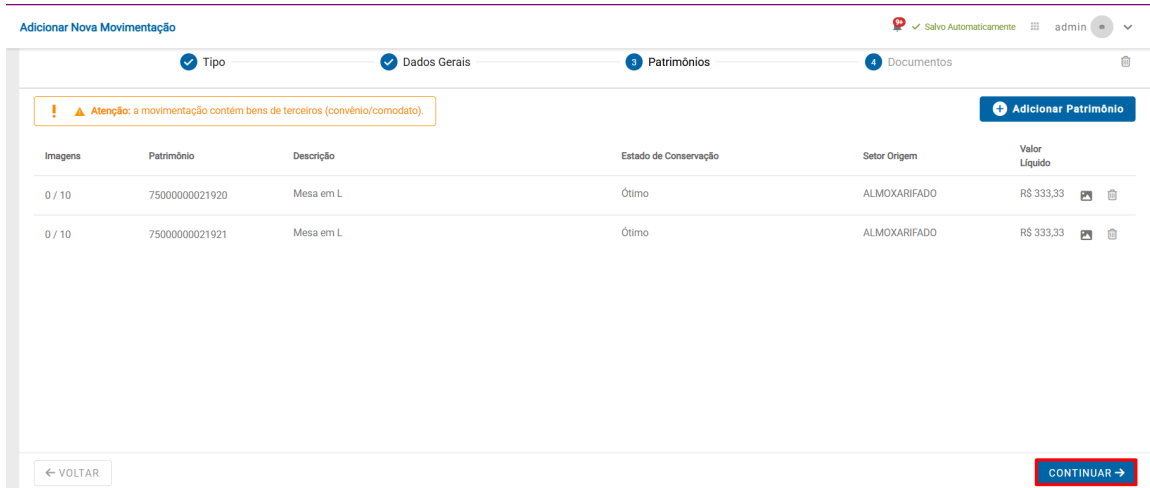 Adicionar Nova Movimentação
9+ Salvo Automaticamente admin
Tipo Dados Gerais 3 Patrimônios 4 Documentos
Atenção: a movimentação contém bens de terceiros (convênio/comodato).
Adicionar Patrimônio
Imagens Patrimônio Descrição Estado de Conservação Setor Origem Valor Líquido
0 / 10 75000000021920 Mesa em L Ótimo ALMOXARIFADO R$ 333,33
0 / 10 75000000021921 Mesa em L Ótimo ALMOXARIFADO R$ 333,33
VOLTAR CONTINUAR